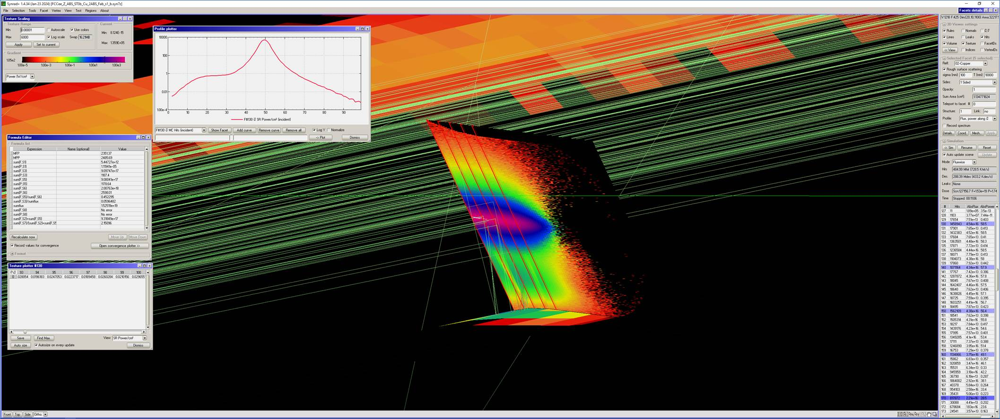 Synrad+ 1.4.34 (Jan 23 2024) [FCCee_Z_ABS_ST3b_Cu_2ABS_Fab_s1_b.syn7z]
File Selection Tools Facet Vertex View Test Regions About
Texture Scaling
Texture Range
Current
Min 0.00001 Autoscale Use colors
Min: 8.124E-15
Max 6000 Log scale Swap 16.21MB
Max: 1.359E+05
Apply Set to current
Gradient
1.05e2
1.00e-5 1.00e-3 1.00e-1 1.00e1 1.00e3
Power [W/cm²
Profile plotter
10000
100
1
0.01
100e-4
0 10 20 30 40 50 60 70 80 90
F#130 u⃗ SR Power/cm² (incident)
F#130 u⃗ MC Hits (incident) Show Facet Add curve Remove curve Remove all Log Y Normalize
-> Plot Dismiss
Formula Editor
Formula list
Expression Name (optional) Value
MFP 2351.37
MPP 2485.69
sum(F,S1) 5.44727e+12
sum(P,S1) 1.11941e-05
sum(F,S3) 9.09747e+17
sum(P,S3) 1187.4
sum(F,S5) 9.08041e+17
sum(P,S5) 1178.64
sum(F,S6) 2.00763e+18
sum(P,S6) 2598.01
sum(F,S5)/sum(F,S6) 0.452295
sum(F,S3)/sumflux 0.0596482
sumflux 1.52519e+19
sum(F,S8) No error
sum(P,S8) No error
sum(F,S2)+sum(F,S5) 9.31849e+17
sum(F,S7)/(sum(F,S2)+sum(F,S5 2.15096
Recalculate now Move Up Move Down
Record values for convergence Open convergence plotter >>
Format
Texture plotter #130
93 94 95 96 97 98 99 100
0 028054 0.0196183 0.0247053 0.0223717 0.0189458 0.0260284 0.0210156 0.029655
Save Find Max View SR Power/cm²
Auto size Autosize on every update Dismiss
Front Top Side Ortho.
Facets details
V:1218 F:425 Dim:(20,10,1100) Area:32217.
3D Viewer settings
Rules Normals u⃗,v⃗
Lines Leaks Hits
Volume Texture FacetIDs
<< View Indices VertexIDs
Selected Facet (5 selected)
Refl: 02-Copper
Rough surface scattering
sigma (nm): 100 T (nm): 10000
Sides: 1 Sided
Opacity: 1
Sum Area (cm²): 1.134771824
Teleport to facet # 0
Structure: 1 Link: no
Profile: Flux, power along u⃗
Record spectrum
Details... Coord. Mesh... Apply
Simulation
<< Sim Resume Reset
Auto update scene Update
Mode Fluxwise
Hits 484.99 Mhit (728.5 Khit/s)
Des. 288.39 Mdes (433.2 Kdes/s)
Leaks None
Dose Scn:127156.7 F=1.53e+19 P=1.74
Time Stopped: 00:11:06
# Hits AbsFlux AbsPower
127 11 1.89e+05 3.5e-13
128 1103 3.77e+07 7.44e-11
129 17654 7.51e+13 0.403
130 1458943 4.54e+16 58.5
131 17901 7.65e+13 0.413
132 1432383 4.52e+16 58.5
133 17684 7.65e+13 0.41
134 1363501 4.48e+16 58.3
135 17871 7.72e+13 0.414
136 1236584 4.44e+16 58.5
137 18071 7.79e+13 0.413
138 1104073 4.38e+16 58
139 17860 7.92e+13 0.442
140 1071164 4.34e+16 57.9
141 17767 7.42e+13 0.386
142 1287872 4.36e+16 57.8
143 18045 7.67e+13 0.408
144 1642407 4.46e+16 57.5
145 18640 7.62e+13 0.406
146 1638826 4.45e+16 57.1
147 18725 7.59e+13 0.395
148 1603251 4.41e+16 56.7
149 18495 7.87e+13 0.423
150 1562109 4.38e+16 56.4
151 18541 7.62e+13 0.398
152 1505314 4.31e+16 55.8
153 18217 7.84e+13 0.417
154 1439176 4.23e+16 54.6
155 17995 7.57e+13 0.401
156 1349285 4.1e+16 53.4
157 17111 7.37e+13 0.388
158 1246890 3.95e+16 51.4
159 16753 7.29e+13 0.378
160 1134866 3.75e+16 49.1
161 15862 6.83e+13 0.357
162 920859 3.47e+16 46.1
163 15531 6.34e+13 0.33
164 945959 3.18e+16 42.2
165 36790 6.18e+13 0.287
166 1064002 2.92e+16 38.1
167 40378 5.84e+13 0.264
168 954103 2.58e+16 33.4
169 35431 5.06e+13 0.223
170 817872 2.21e+16 28.5
171 30088 4.41e+13 0.202
172 678684 1.83e+16 23.6
173 24541 3.57e+13 0.163